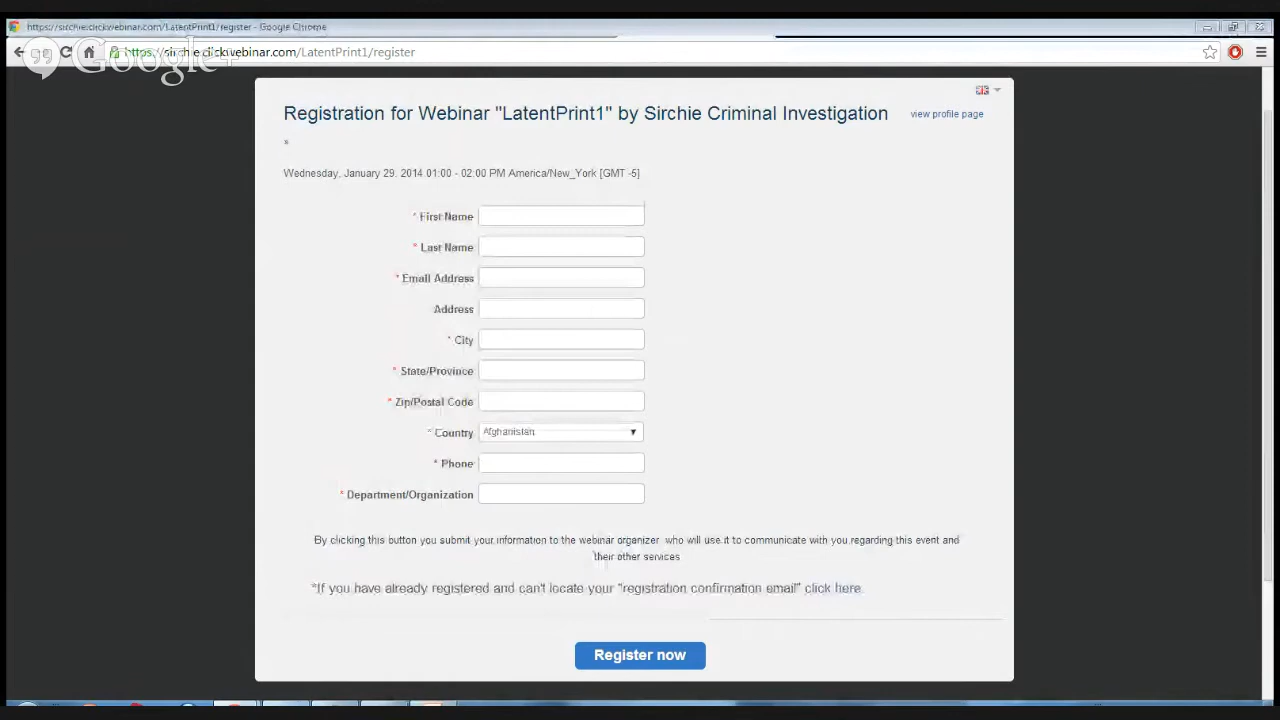 https://sirchie.clickwebinar.com/LatentPrint1/register - Google Chrome
https://sirchie.clickwebinar.com/LatentPrint1/register
Google+
Registration for Webinar "LatentPrint1" by Sirchie Criminal Investigation
view profile page
»
Wednesday, January 29, 2014 01:00 - 02:00 PM America/New_York [GMT -5]
* First Name
* Last Name
* Email Address
Address
* City
* State/Province
* Zip/Postal Code
* Country Afghanistan
* Phone
* Department/Organization
By clicking this button you submit your information to the webinar organizer, who will use it to communicate with you regarding this event and
their other services.
*If you have already registered and can't locate your "registration confirmation email" click here.
Register now